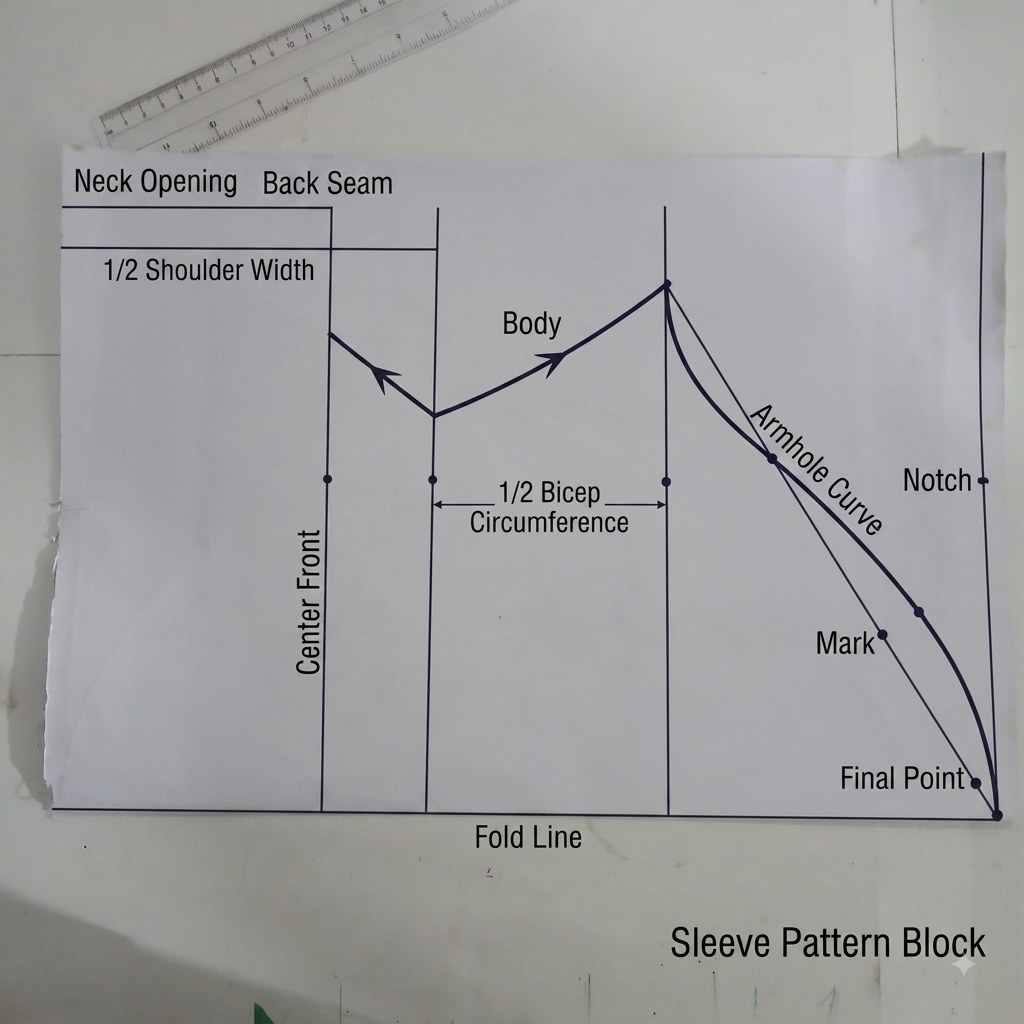 Neck Opening Back Seam
1/2 Shoulder Width
Body
Armhole Curve
Notch
1/2 Bicep
Circumference
Center Front
Mark
Final Point
Fold Line
Sleeve Pattern Block